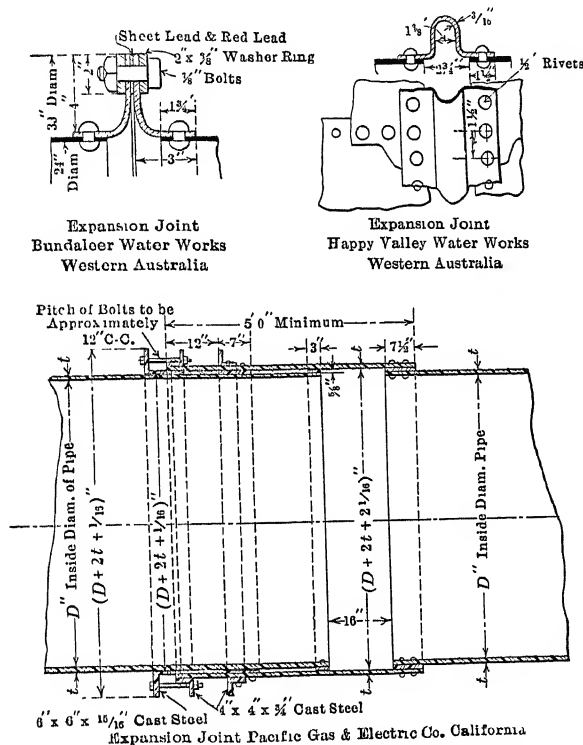 Sheet Lead & Red Lead
2" x 3/8" Washer Ring
7/8" Bolts
33" Diam
4"
2"
1 3/4"
3"
24" Diam
Expansion Joint
Bundaleer Water Works
Western Australia
3/16"
1/2" Rivets
1 1/2"
1 1/2"
Expansion Joint
Happy Valley Water Works
Western Australia
Pitch of Bolts to be
Approximately
12" C-C.
5' 0" Minimum
12"
7"
3"
t
7 1/2"
t
t
5/8"
D" Inside Diam. of Pipe
(D + 2t + 1/16)"
(D + 2t + 2 1/16)"
D" Inside Diam. Pipe
16"
t
t
t
6" x 6" x 15/16" Cast Steel
4" x 4" x 3/4" Cast Steel
Expansion Joint Pacific Gas & Electric Co. California